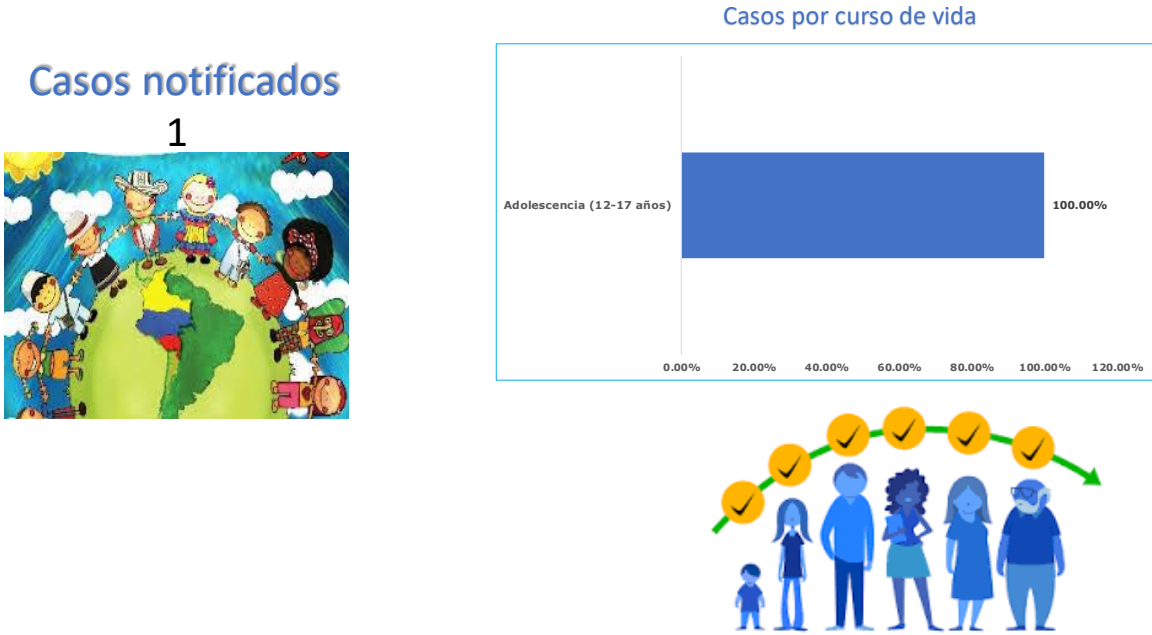 Casos notificados
1
Casos por curso de vida
Adolescencia (12-17 años)
100.00%
0.00% 20.00% 40.00% 60.00% 80.00% 100.00% 120.00%